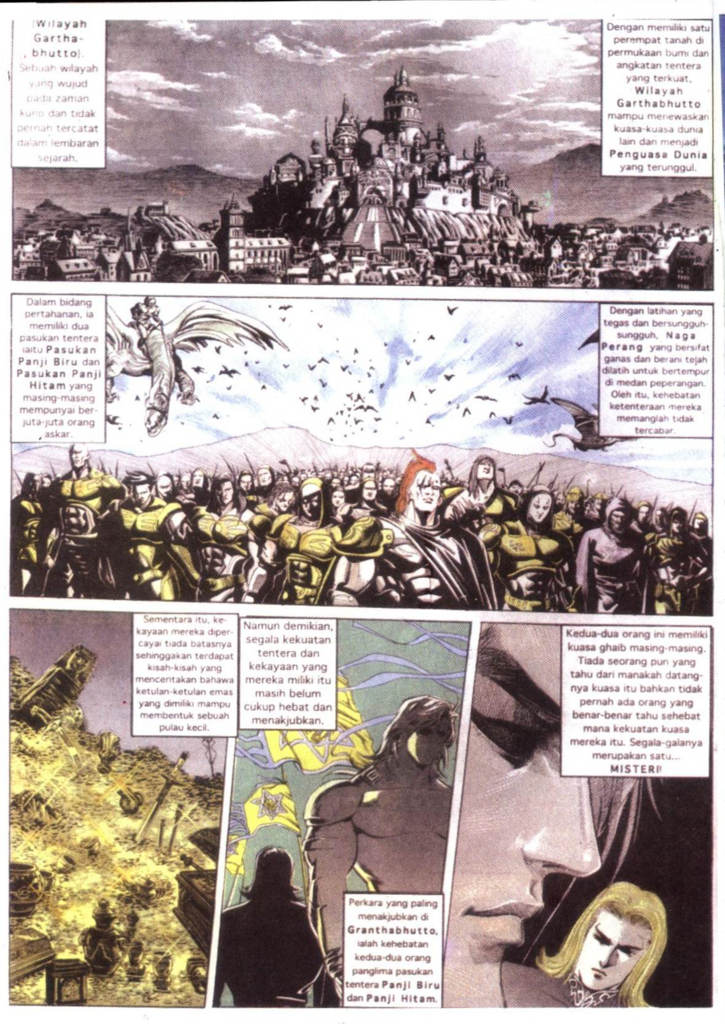 (Wilayah
Gartha-
bhutto).
Sebuah wilayah
yang wujud
pada zaman
kuno dan tidak
pernah tercatat
dalam lembaran
sejarah.
Dengan memiliki satu
perempat tanah di
permukaan bumi dan
angkatan tentera
yang terkuat,
Wilayah
Garthabhutto
mampu menewaskan
kuasa-kuasa dunia
lain dan menjadi
Penguasa Dunia
yang terunggul.
Dalam bidang
pertahanan, ia
memiliki dua
pasukan tentera
iaitu Pasukan
Panji Biru dan
Pasukan Panji
Hitam yang
masing-masing
mempunyai ber-
juta-juta orang
askar.
Dengan latihan yang
tegas dan bersungguh-
sungguh, Naga
Perang yang bersifat
ganas dan berani telah
dilatih untuk bertempur
di medan peperangan.
Oleh itu, kehebatan
ketenteraan mereka
memanglah tidak
tercabar.
Sementara itu, ke-
kayaan mereka diper-
cayai tiada batasnya
sehinggakan terdapat
kisah-kisah yang
menceritakan bahawa
ketulan-ketulan emas
yang dimiliki mampu
membentuk sebuah
pulau kecil.
Namun demikian,
segala kekuatan
tentera dan
kekayaan yang
mereka miliki itu
masih belum
cukup hebat dan
menakjubkan.
Perkara yang paling
menakjubkan di
Granthabhutto,
ialah kehebatan
kedua-dua orang
panglima pasukan
tentera Panji Biru
dan Panji Hitam.
Kedua-dua orang ini memiliki
kuasa ghaib masing-masing.
Tiada seorang pun yang
tahu dari manakah datang-
nya kuasa itu bahkan tidak
pernah ada orang yang
benar-benar tahu sehebat
mana kekuatan kuasa
mereka itu. Segala-galanya
merupakan satu...
MISTERI!